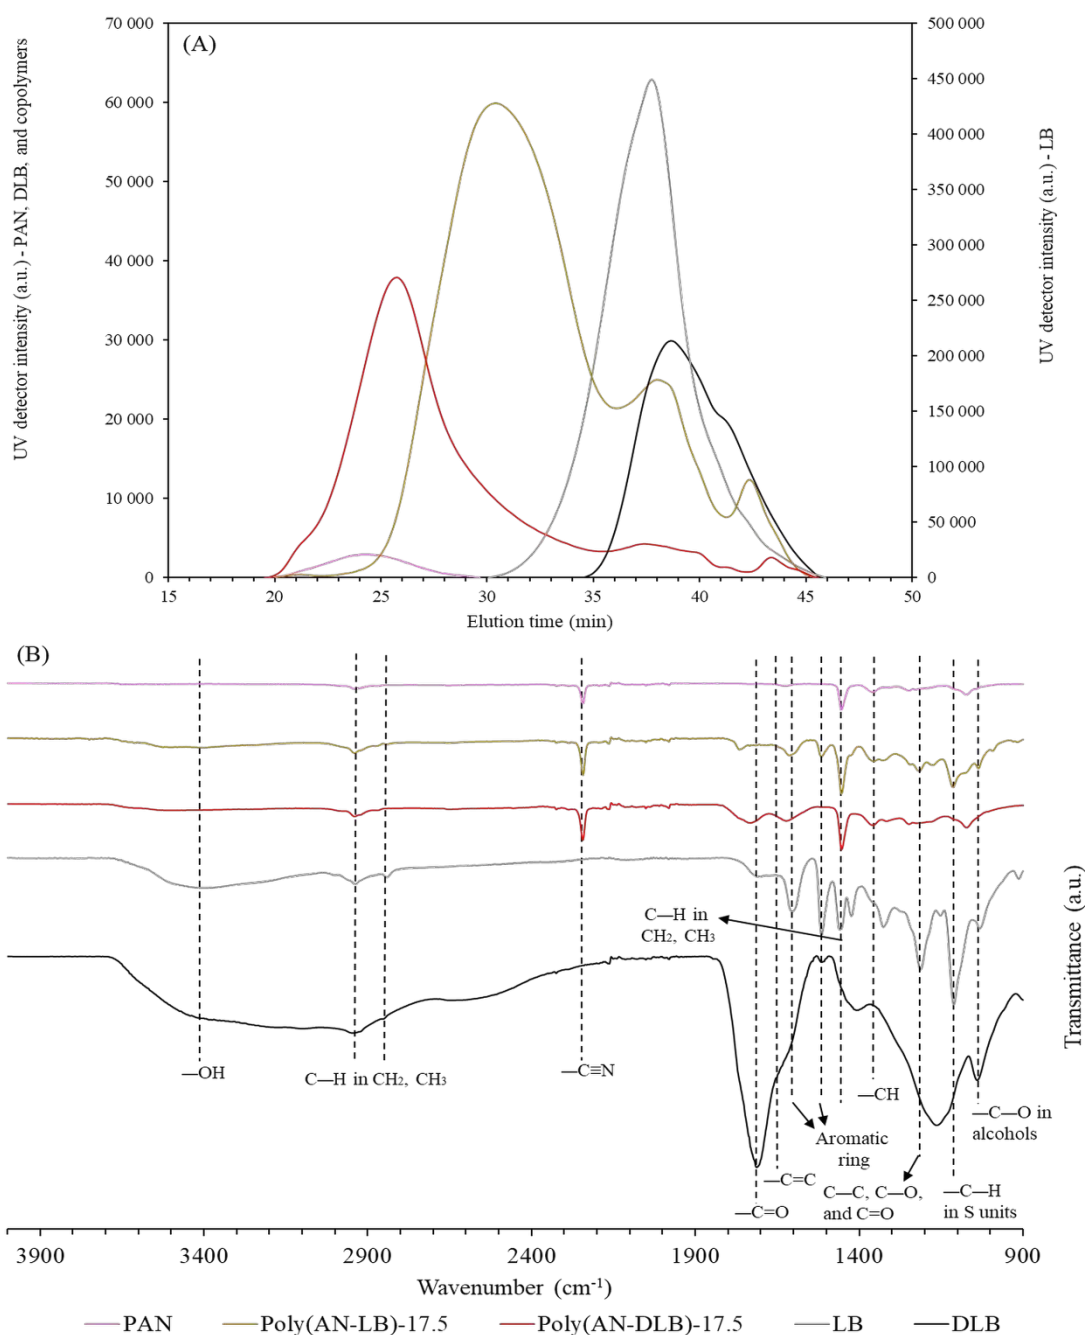 (A)
UV detector intensity (a.u.) - PAN, DLB, and copolymers
70 000
60 000
50 000
40 000
30 000
20 000
10 000
0
500 000
450 000
400 000
350 000
300 000
250 000
200 000
150 000
100 000
50 000
0
UV detector intensity (a.u.) - LB
15 20 25 30 35 40 45 50
Elution time (min)
(B)
C—H in
CH₂, CH₃
—OH
C—H in CH₂, CH₃
—C≡N
—CH
—C—O in
alcohols
Aromatic
ring
—C=C
—C=O
C—C, C—O,
and C=O
—C—H
in S units
Transmittance (a.u.)
3900 3400 2900 2400 1900 1400 900
Wavenumber (cm⁻¹)
PAN Poly(AN-LB)-17.5 Poly(AN-DLB)-17.5 LB DLB